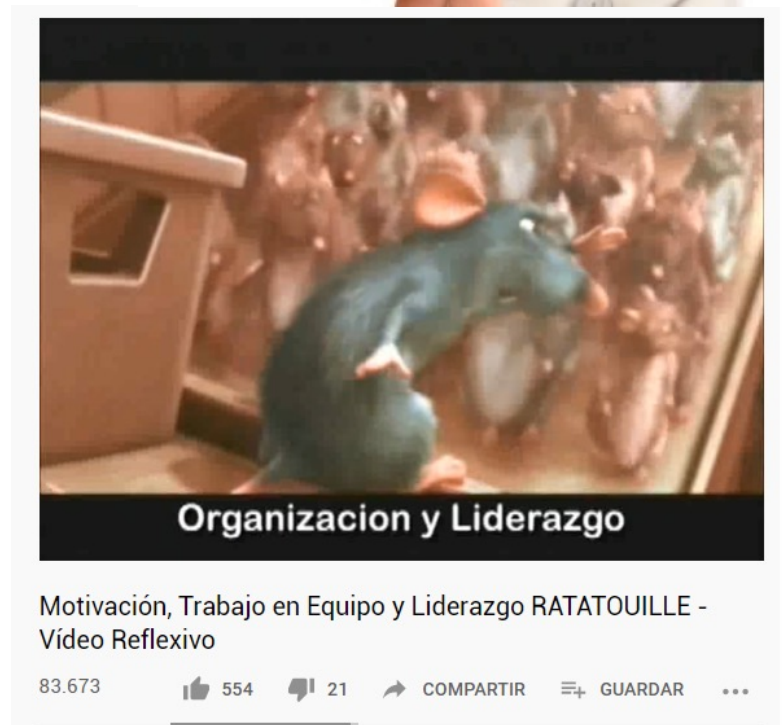 Organizacion y Liderazgo
Motivación, Trabajo en Equipo y Liderazgo RATATOUILLE -
Vídeo Reflexivo
83.673 554 21 COMPARTIR GUARDAR